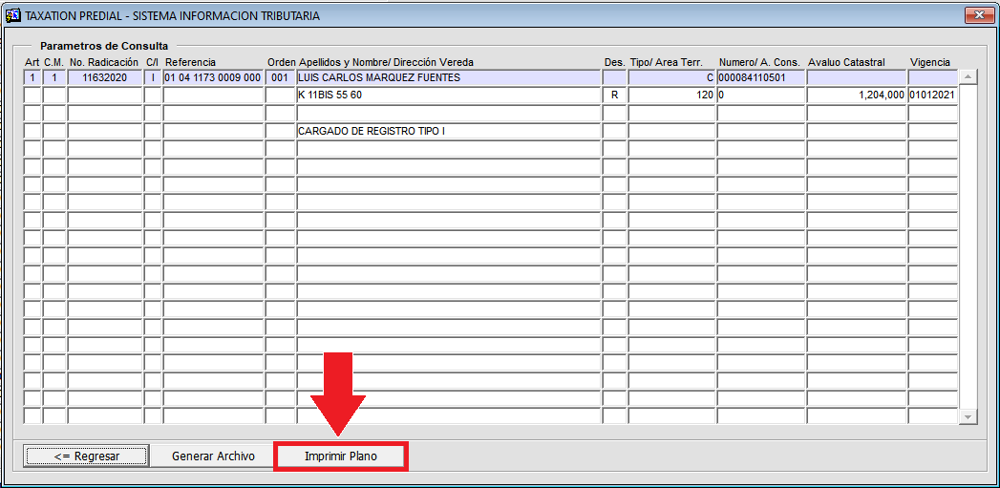 TAXATION PREDIAL - SISTEMA INFORMACION TRIBUTARIA
Parametros de Consulta
Art C.M. No. Radicación C/I Referencia Orden Apellidos y Nombre/ Dirección Vereda Des. Tipo/ Area Terr. Numero/ A. Cons. Avaluo Catastral Vigencia
1 1 11632020 I 01 04 1173 0009 000 001 LUIS CARLOS MARQUEZ FUENTES C 000084110501
K 11BIS 55 60 R 120 0 1,204,000 01012021
CARGADO DE REGISTRO TIPO I
<= Regresar Generar Archivo Imprimir Plano